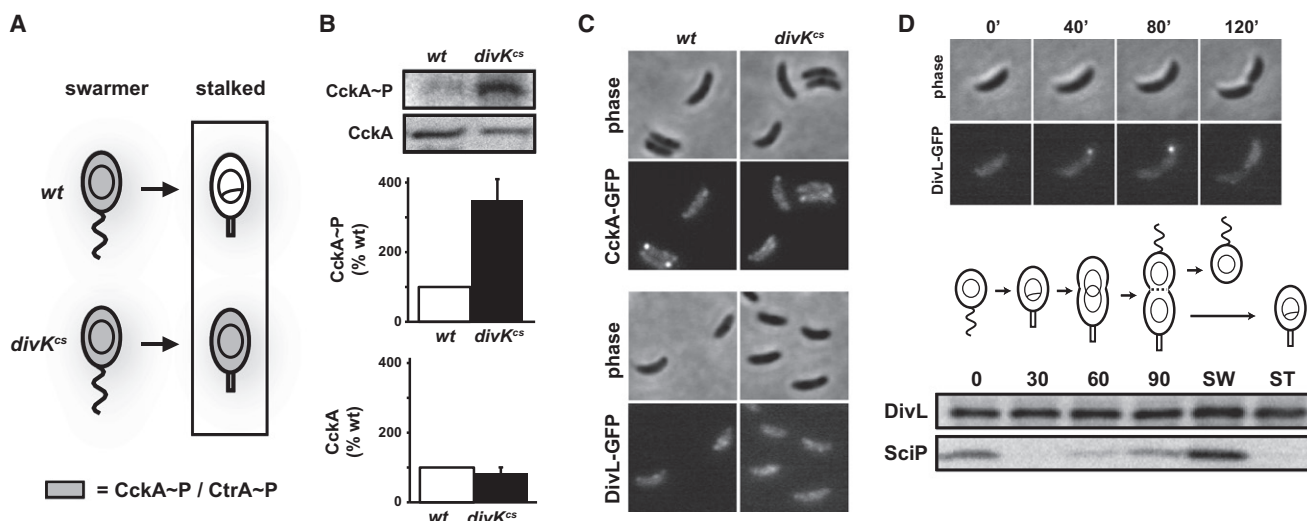 A
swarmer
stalked
wt
divKcs
= CckA~P / CtrA~P
B
wt divKcs
CckA~P
CckA
CckA~P
(% wt)
400
200
0
wt divKcs
CckA
(% wt)
400
200
0
wt divKcs
C
wt divKcs
phase
CckA-GFP
phase
DivL-GFP
D
0' 40' 80' 120'
phase
DivL-GFP
0 30 60 90 SW ST
DivL
SciP